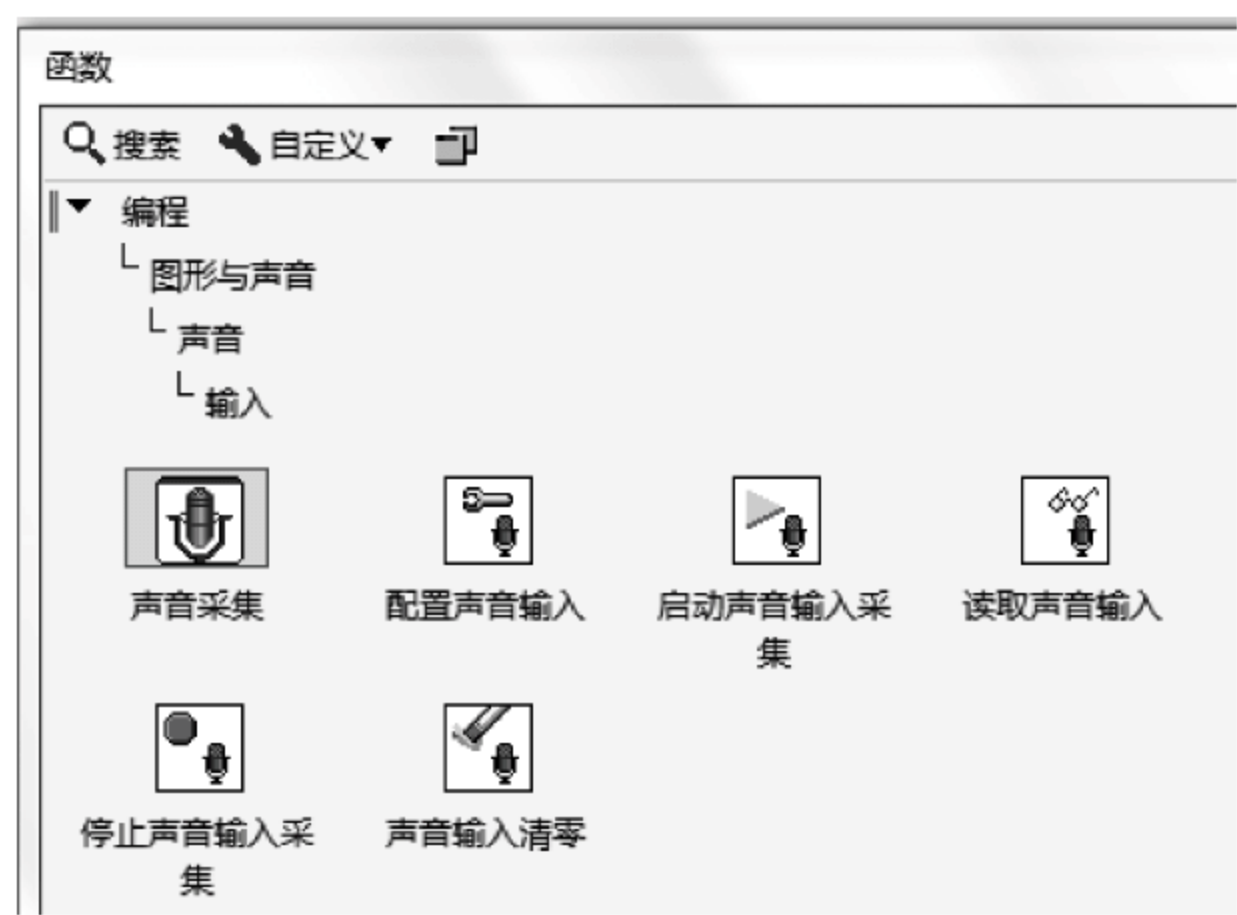 函数
搜索 自定义
编程
图形与声音
声音
输入
声音采集 配置声音输入 启动声音输入采 读取声音输入
集
停止声音输入采 声音输入清零
集